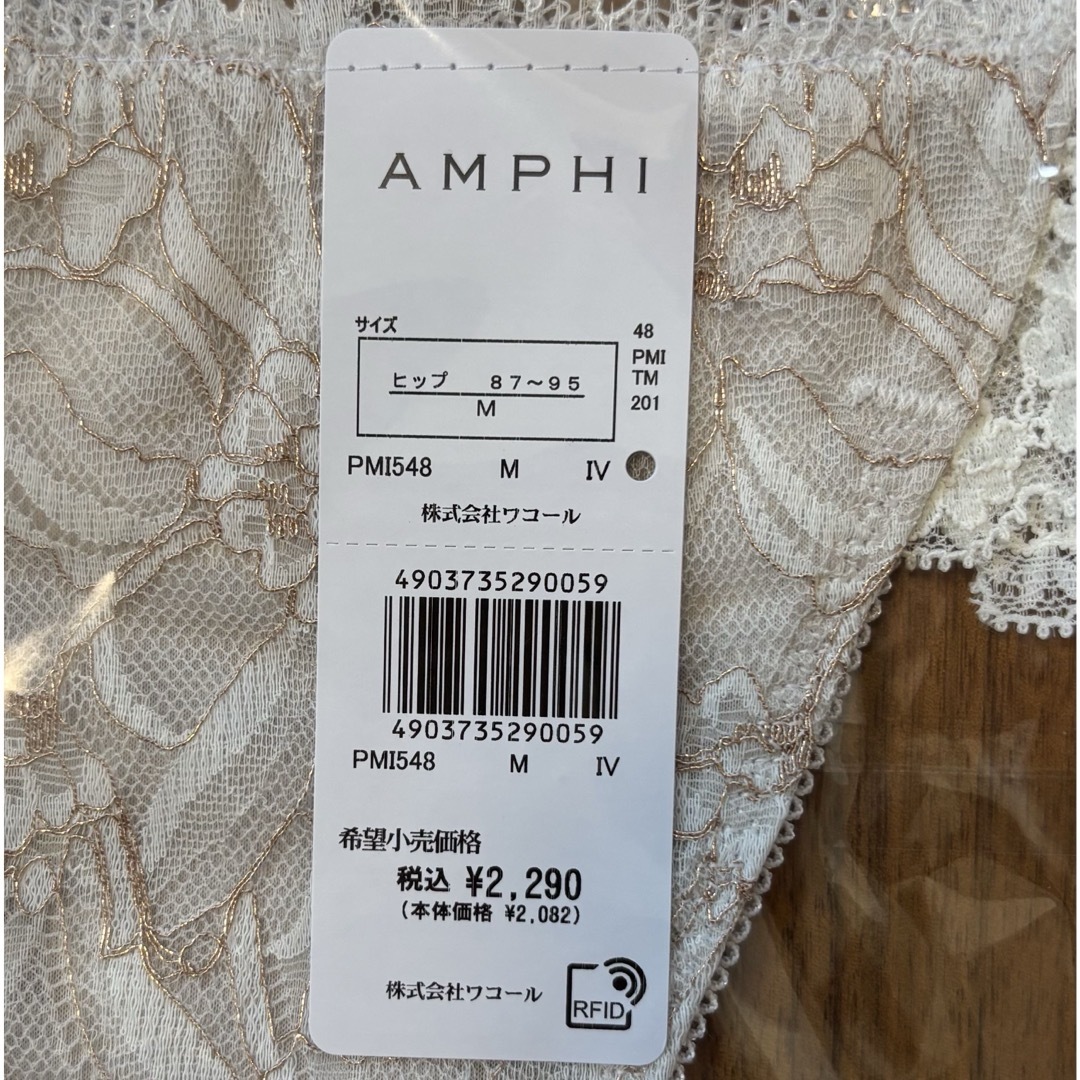 AMPHI
サイズ
ヒップ 87～95
M
48
PMI
TM
201
PMI548 M IV
株式会社ワコール
4903735290059
4903735290059
PMI548 M IV
希望小売価格
税込 ¥2,290
(本体価格 ¥2,082)
株式会社ワコール
RFID